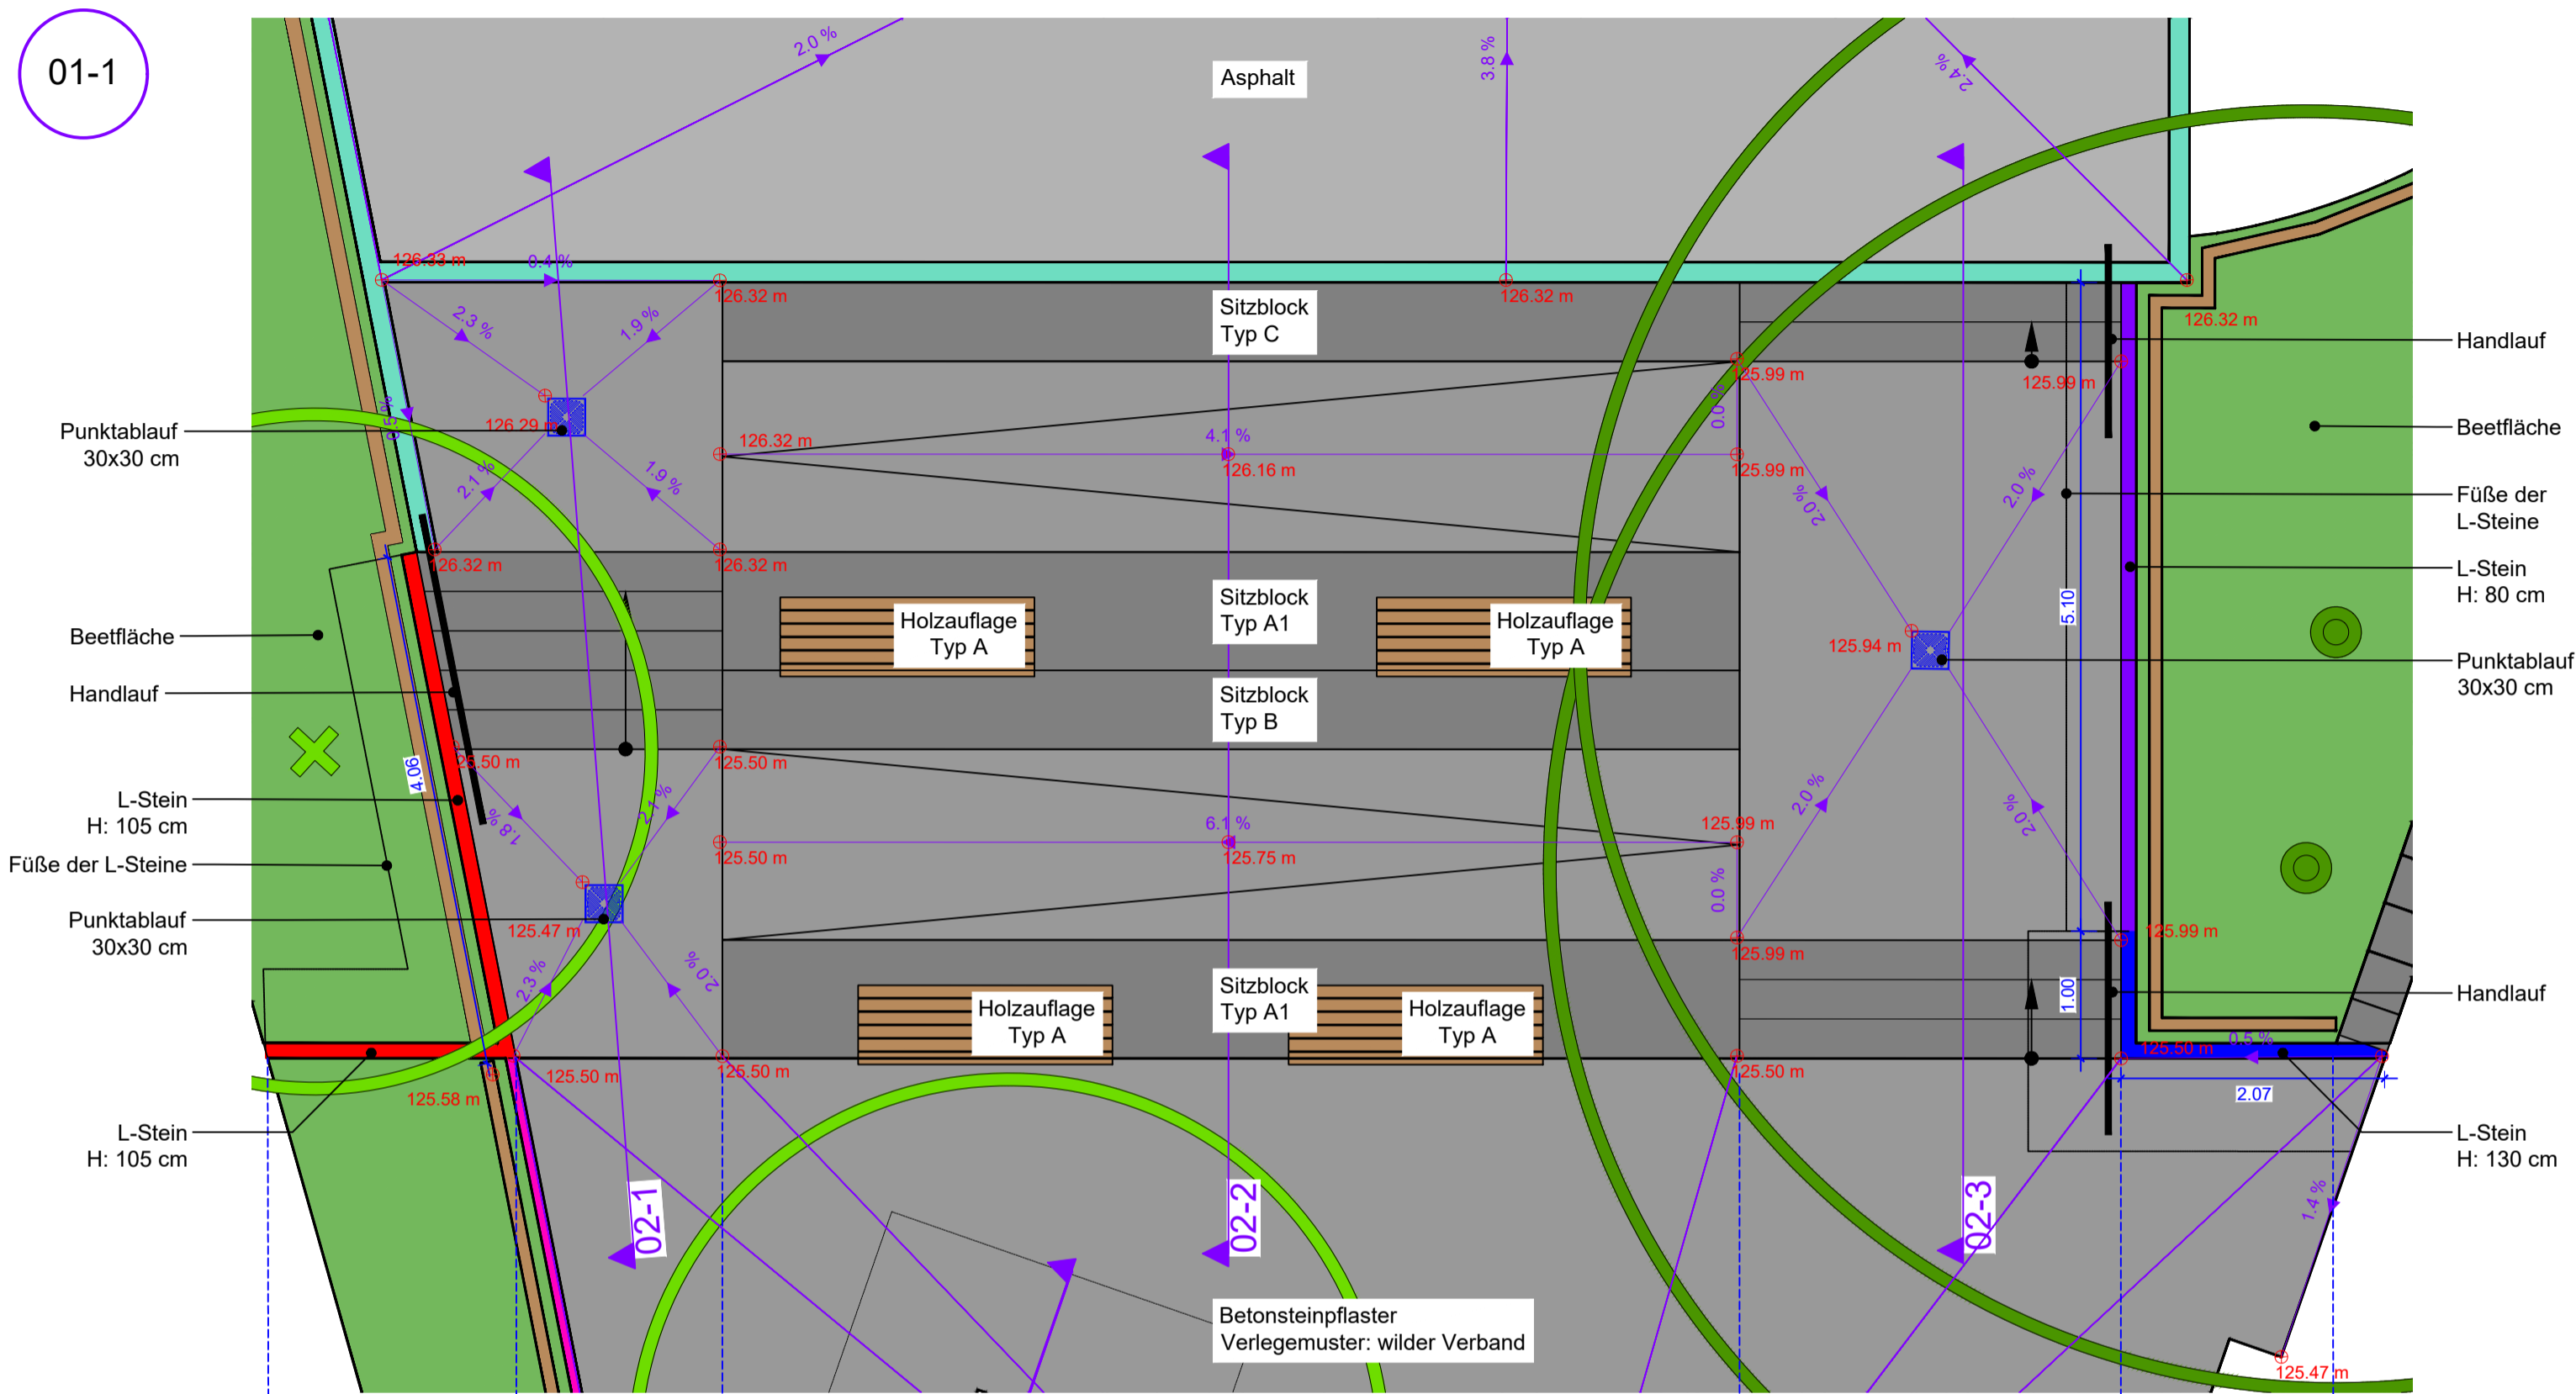 01-1
2.0 %
3.8 %
2.4 %
Asphalt
126.33 m
0.4 %
126.32 m
126.32 m
126.32 m
Sitzblock
Typ C
2.3 %
1.9 %
Handlauf
125.99 m
125.99 m
0.5 %
0.0 %
Punktablauf
30x30 cm
126.29 m
126.32 m
4.1 %
126.16 m
125.99 m
Beetfläche
2.1 %
1.9 %
2.0 %
2.0 %
Füße der
L-Steine
126.32 m
126.32 m
L-Stein
H: 80 cm
Sitzblock
Typ A1
Holzauflage
Typ A
Holzauflage
Typ A
5.10
Beetfläche
125.94 m
Punktablauf
30x30 cm
Handlauf
Sitzblock
Typ B
4.06
125.50 m
125.50 m
L-Stein
H: 105 cm
1.8 %
2.1 %
2.0 %
2.0 %
6.1 %
125.99 m
125.50 m
125.75 m
Füße der L-Steine
0.0 %
Punktablauf
30x30 cm
125.47 m
125.99 m
125.99 m
2.3 %
2.0 %
Sitzblock
Typ A1
Holzauflage
Typ A
Holzauflage
Typ A
1.00
Handlauf
0.5 %
125.50 m
125.50 m
125.50 m
125.50 m
125.58 m
2.07
L-Stein
H: 105 cm
L-Stein
H: 130 cm
1.4 %
02-1
02-2
02-3
Betonsteinpflaster
Verlegemuster: wilder Verband
125.47 m